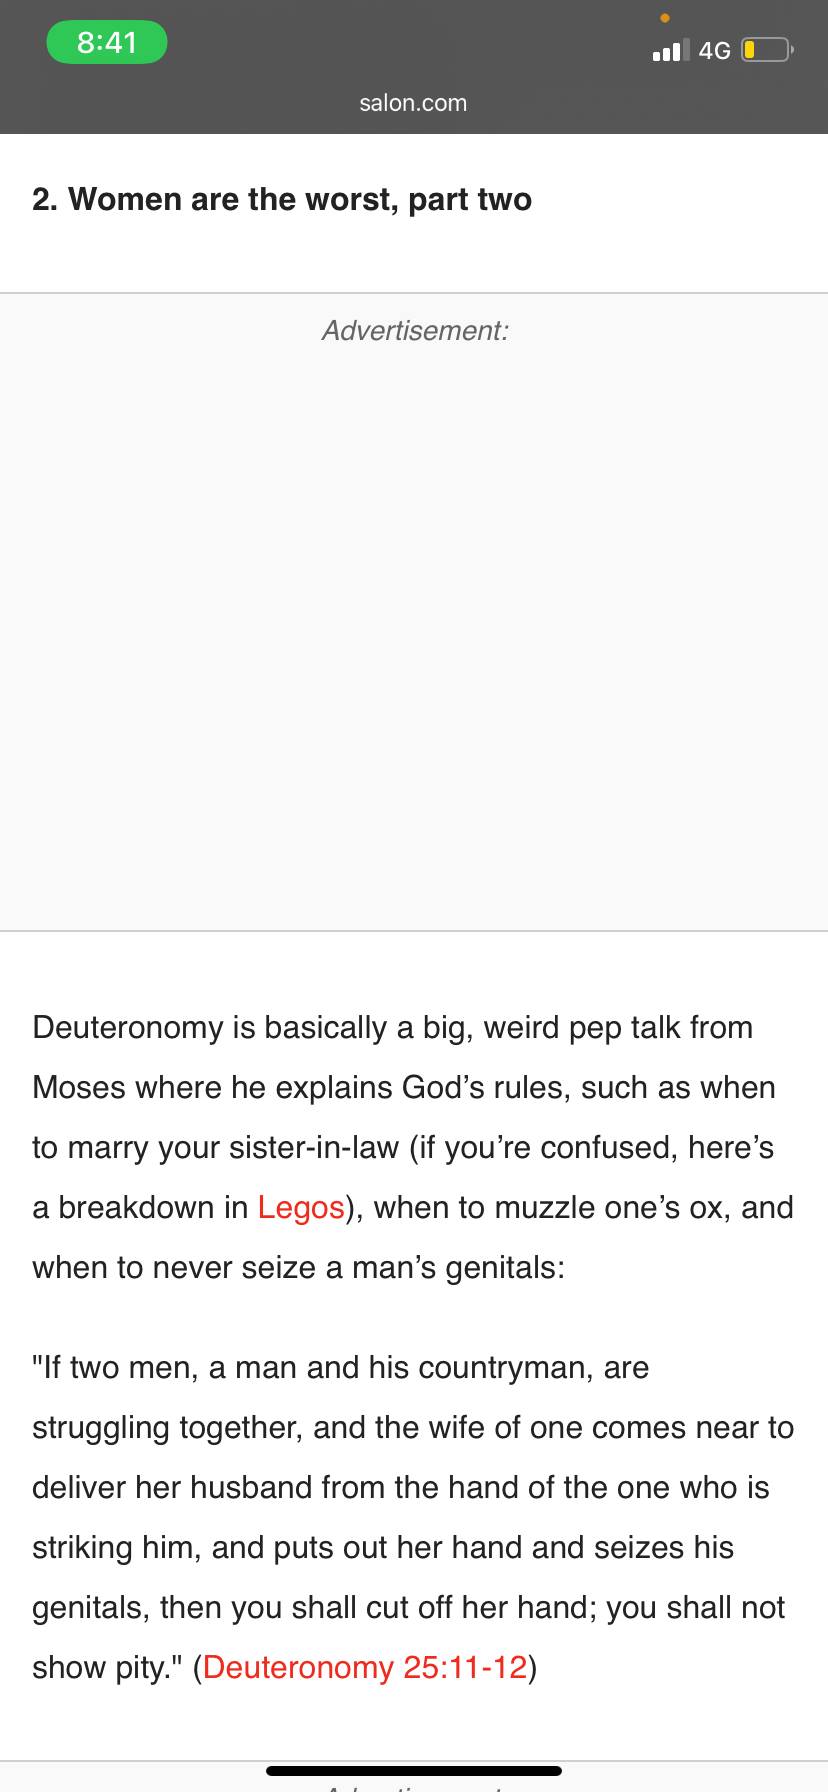 8:41
4G
salon.com
2. Women are the worst, part two
Advertisement:
Deuteronomy is basically a big, weird pep talk from
Moses where he explains God’s rules, such as when
to marry your sister-in-law (if you’re confused, here’s
a breakdown in Legos), when to muzzle one’s ox, and
when to never seize a man’s genitals:
"If two men, a man and his countryman, are
struggling together, and the wife of one comes near to
deliver her husband from the hand of the one who is
striking him, and puts out her hand and seizes his
genitals, then you shall cut off her hand; you shall not
show pity." (Deuteronomy 25:11-12)